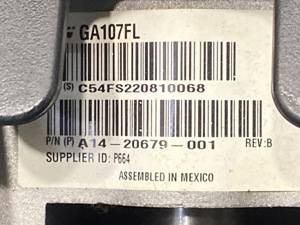 GA107FL
(S) C54FS220810068
P/N (P) A14-20679-001 REV:B
SUPPLIER ID: P664
ASSEMBLED IN MEXICO